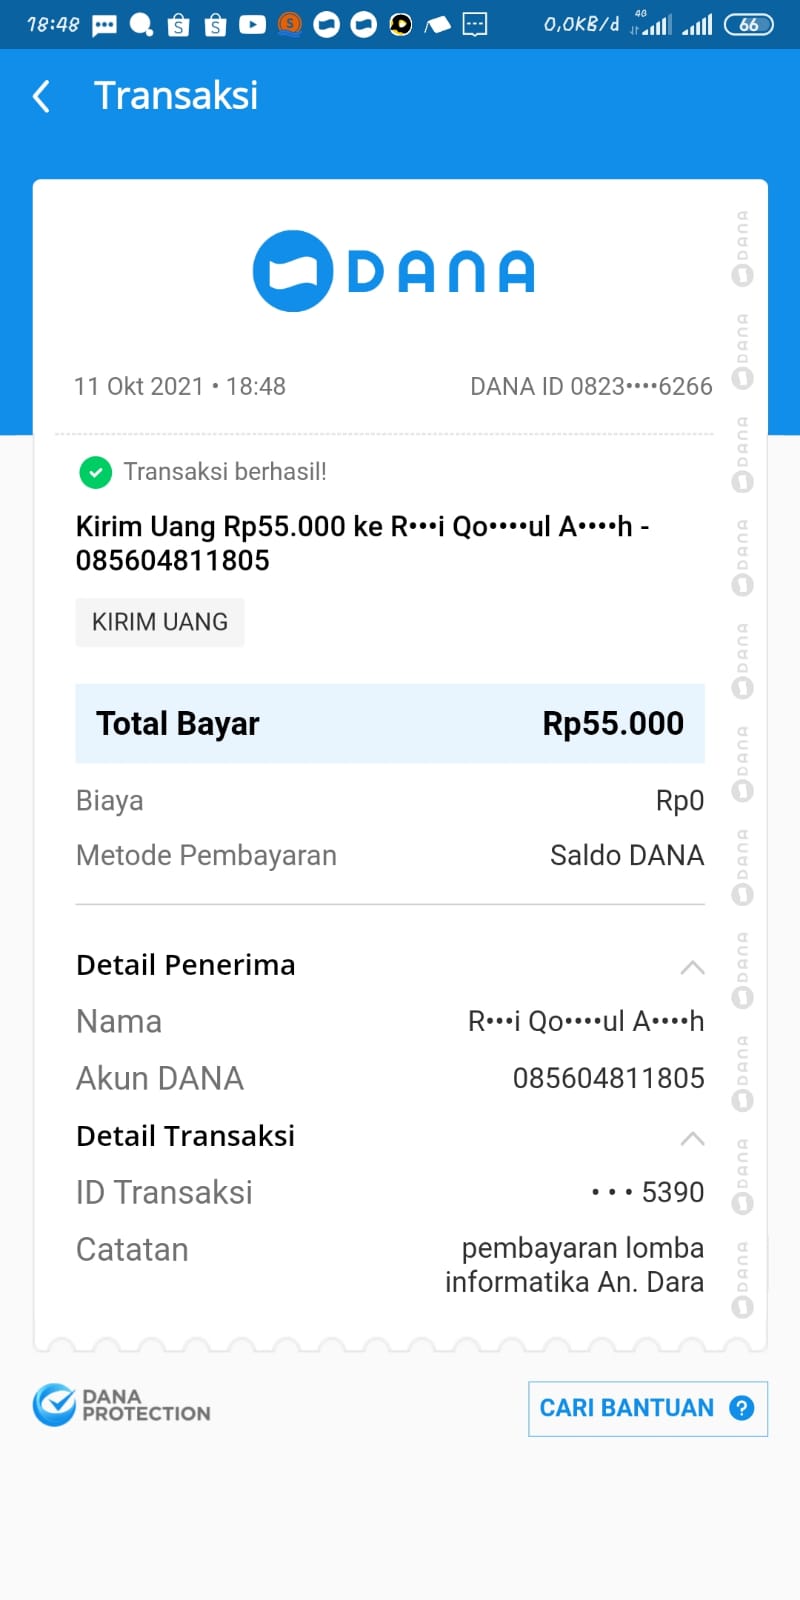 18:48 0,0KB/d 4G 66
Transaksi
DANA
11 Okt 2021 • 18:48 DANA ID 0823••••6266
Transaksi berhasil!
Kirim Uang Rp55.000 ke R•••i Qo••••ul A••••h -
085604811805
KIRIM UANG
Total Bayar Rp55.000
Biaya Rp0
Metode Pembayaran Saldo DANA
Detail Penerima
Nama R•••i Qo••••ul A••••h
Akun DANA 085604811805
Detail Transaksi
ID Transaksi • • • 5390
Catatan pembayaran lomba
informatika An. Dara
DANA
PROTECTION
CARI BANTUAN ?
DANA
DANA
DANA
DANA
DANA
DANA
DANA
DANA
DANA
DANA
DANA